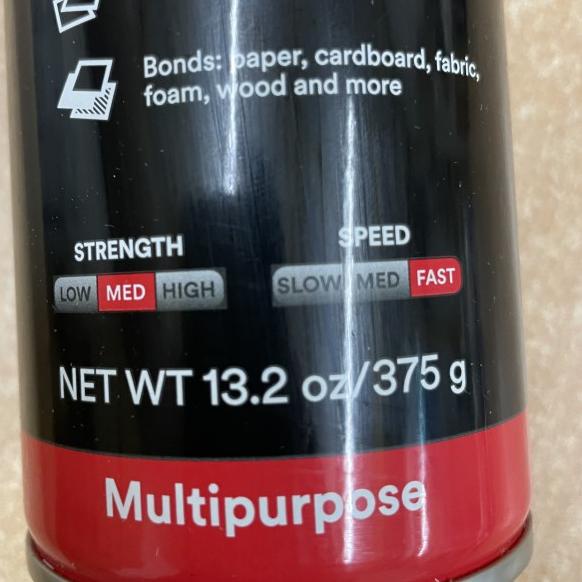 Bonds: paper, cardboard, fabric,
foam, wood and more
STRENGTH
LOW MED HIGH
SPEED
SLOW MED FAST
NET WT 13.2 oz/375 g
Multipurpose